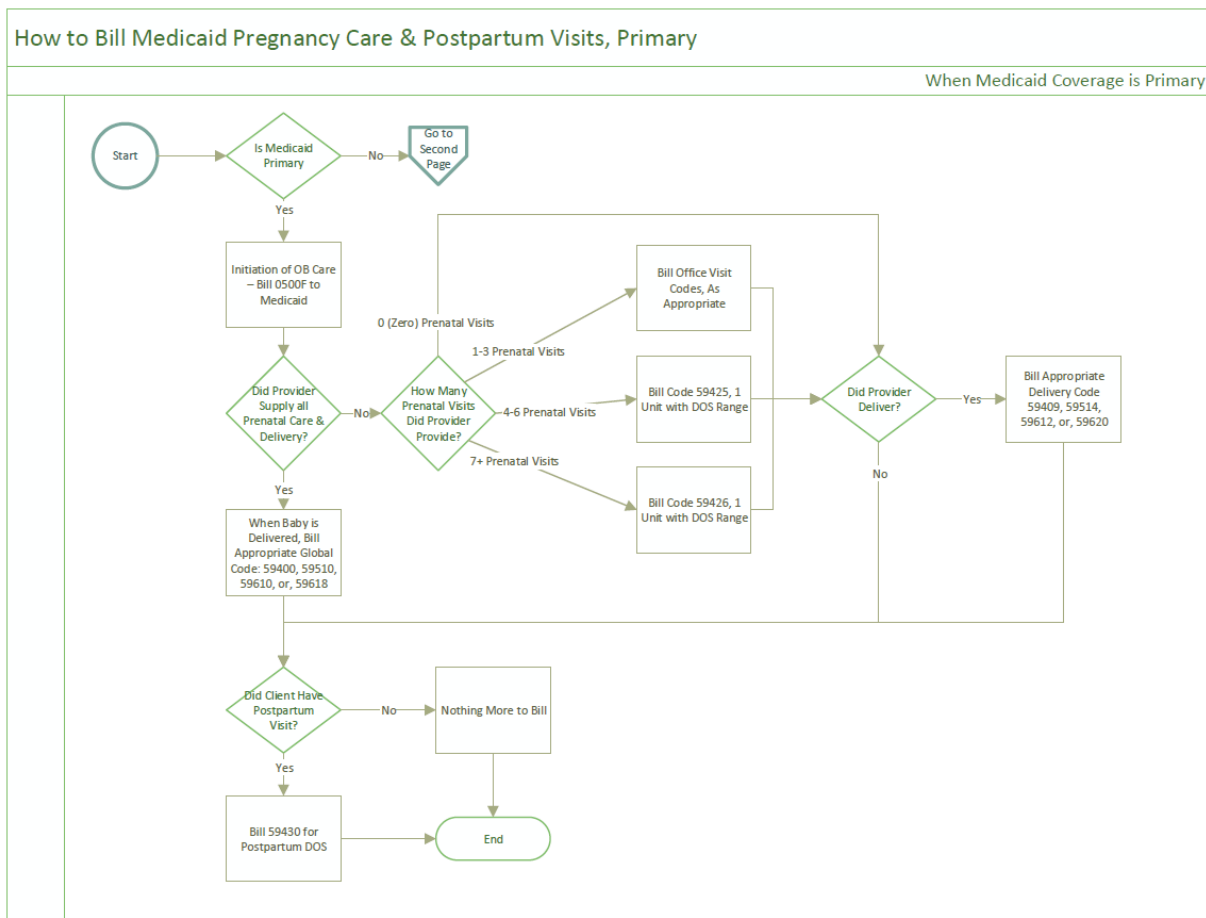 How to Bill Medicaid Pregnancy Care & Postpartum Visits, Primary
When Medicaid Coverage is Primary
Start
Is Medicaid
Primary
No
Go to
Second
Page
Yes
Initiation of OB Care
– Bill 0500F to
Medicaid
Did Provider
Supply all
Prenatal Care &
Delivery?
No
How Many
Prenatal Visits
Did Provider
Provide?
0 (Zero) Prenatal Visits
1-3 Prenatal Visits
4-6 Prenatal Visits
7+ Prenatal Visits
Bill Office Visit
Codes, As
Appropriate
Bill Code 59425, 1
Unit with DOS Range
Bill Code 59426, 1
Unit with DOS Range
Did Provider
Deliver?
Yes
Bill Appropriate
Delivery Code
59409, 59514,
59612, or, 59620
No
Yes
When Baby is
Delivered, Bill
Appropriate Global
Code: 59400, 59510,
59610, or, 59618
Did Client Have
Postpartum
Visit?
No
Nothing More to Bill
Yes
Bill 59430 for
Postpartum DOS
End